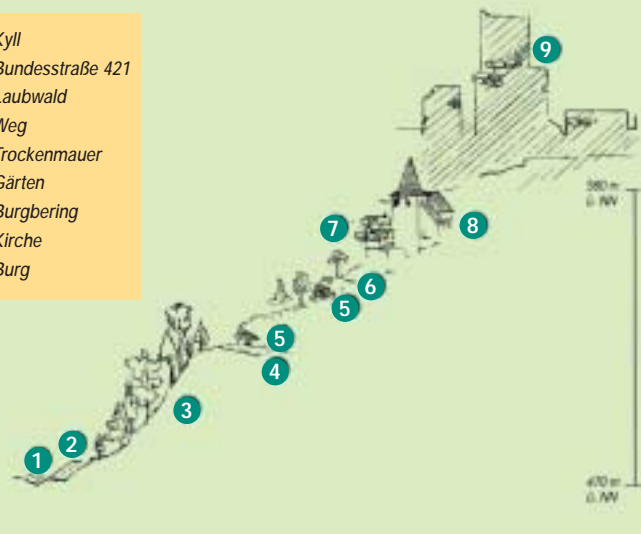 Kyll
Bundesstraße 421
Laubwald
Weg
Trockenmauer
Gärten
Burgbering
Kirche
Burg
9
m
ü. NN
7
8
6
5
5
4
3
2
1
470 m
ü. NN